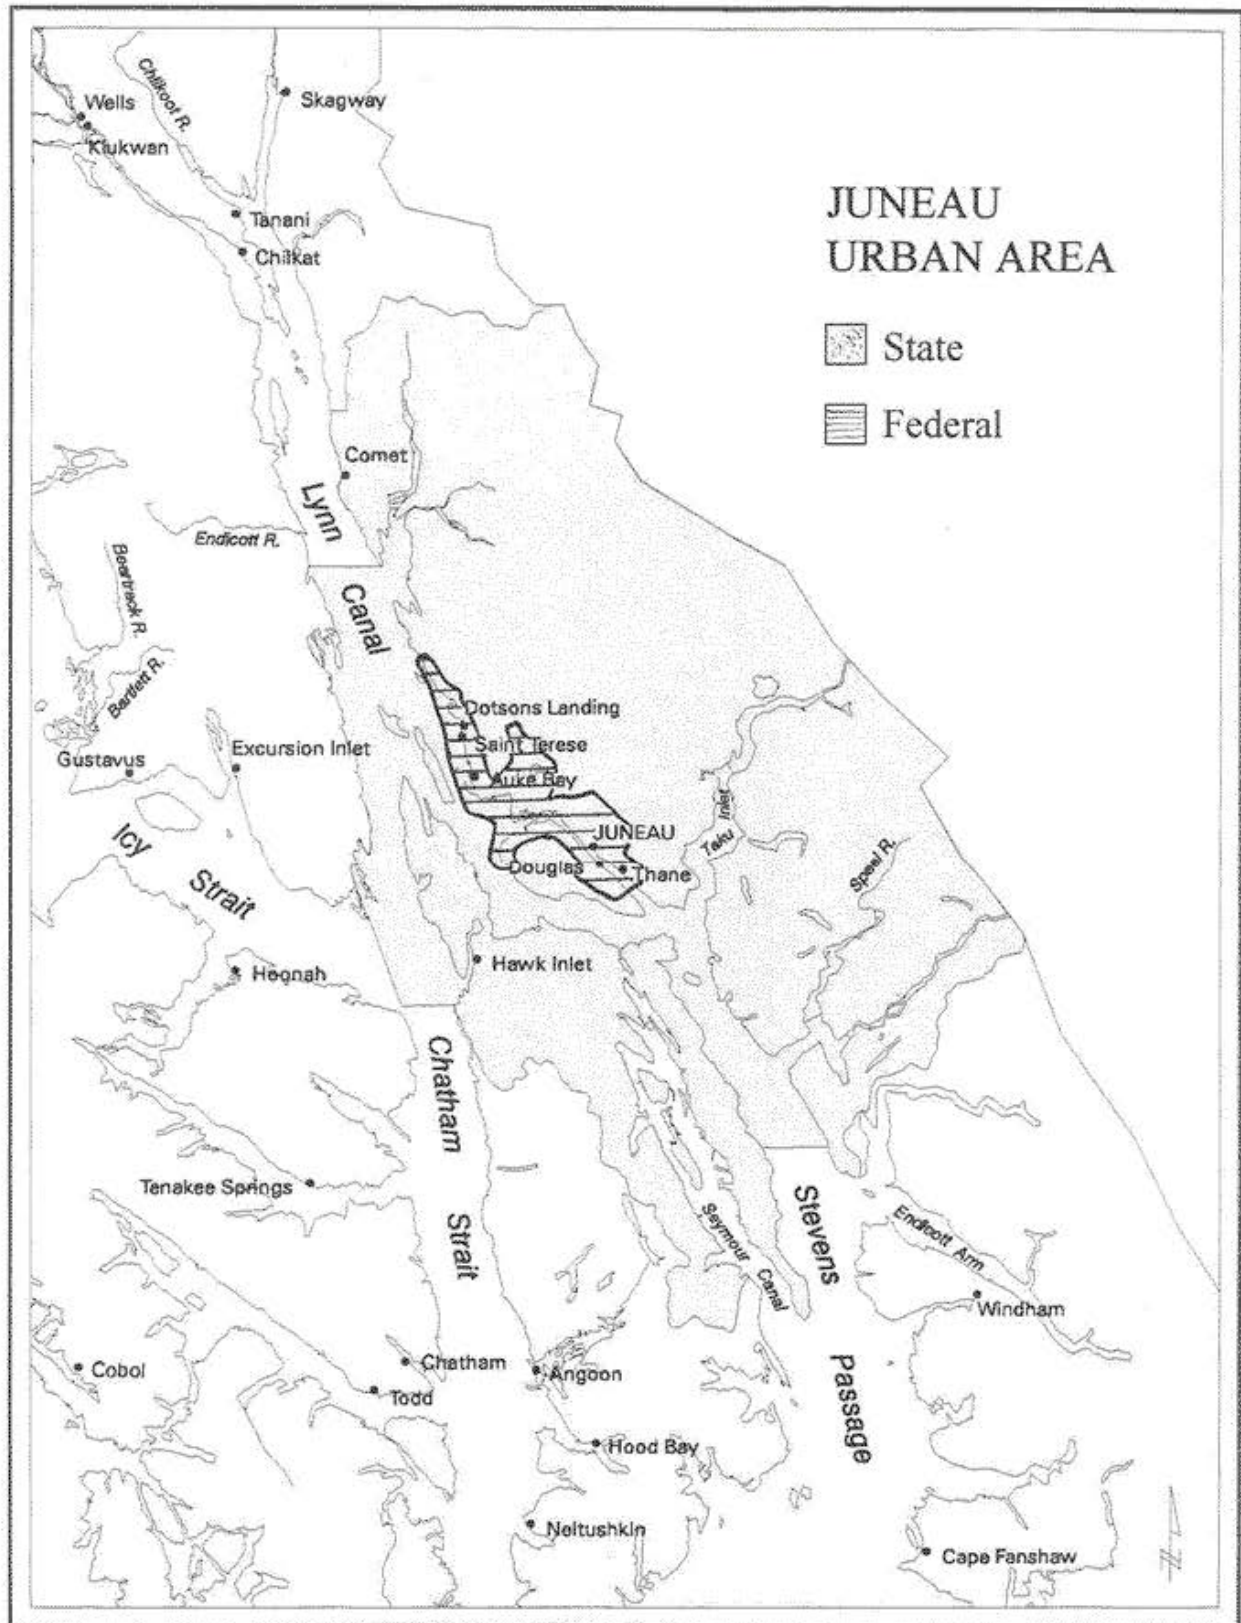 JUNEAU
URBAN AREA
State
Federal
Chilkoot R.
Wells
Klukwan
Skagway
Tanani
Chilkat
Comet
Lynn
Endicott R.
Beartrack R.
Canal
Bartlett R.
Dotsons Landing
Saint Terese
Gustavus
Excursion Inlet
Auke Bay
Taku Inlet
Icy
Strait
JUNEAU
Douglas
Thane
Speel R.
Hawk Inlet
Hoonah
Chatham
Strait
Tenakee Springs
Seymour Canal
Stevens
Passage
Endicott Arm
Windham
Cobol
Chatham
Todd
Angoon
Hood Bay
Neltushkin
Cape Fanshaw
N